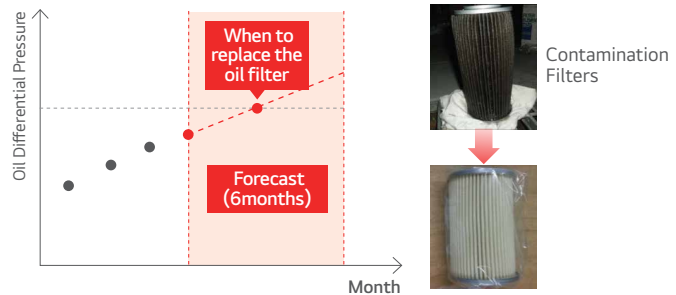 Oil Differential Pressure
When to
replace the
oil filter
Forecast
(6months)
Month
Contamination
Filters